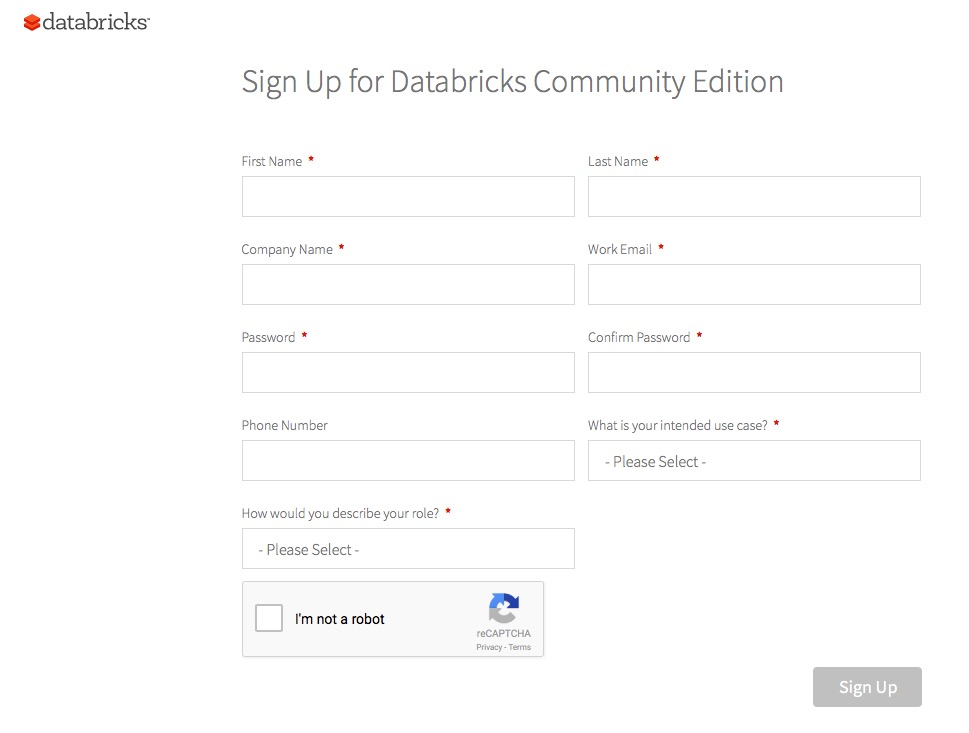 databricks
Sign Up for Databricks Community Edition
First Name * Last Name *
Company Name * Work Email *
Password * Confirm Password *
Phone Number What is your intended use case? *
- Please Select -
How would you describe your role? *
- Please Select -
I'm not a robot
reCAPTCHA
Privacy - Terms
Sign Up